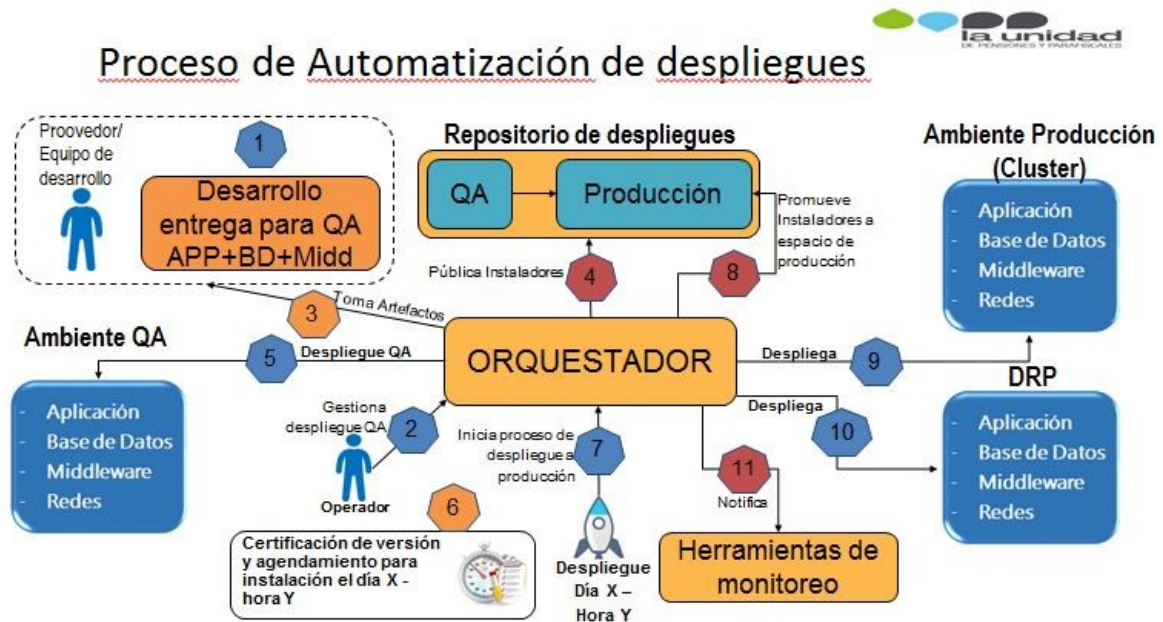 la unidad
DE PENSIONES Y PARAFISCALES
Proceso de Automatización de despliegues
Proovedor/
Equipo de
desarrollo
1
Desarrollo
entrega para QA
APP+BD+Midd
Repositorio de despliegues
QA
Producción
Ambiente Producción
(Cluster)
- Aplicación
- Base de Datos
- Middleware
- Redes
Pública Instaladores
4
8
Promueve
Instaladores a
espacio de
producción
3
Toma Artefactos
Ambiente QA
5
Despliegue QA
ORQUESTADOR
Despliega
9
DRP
- Aplicación
- Base de Datos
- Middleware
- Redes
Despliega
10
- Aplicación
- Base de Datos
- Middleware
- Redes
Gestiona
despliegue QA
2
Operador
Inicia proceso de
despliegue a
producción
7
11
Notifica
6
Certificación de versión
y agendamiento para
instalación el día X -
hora Y
Despliegue
Día X –
Hora Y
Herramientas de
monitoreo